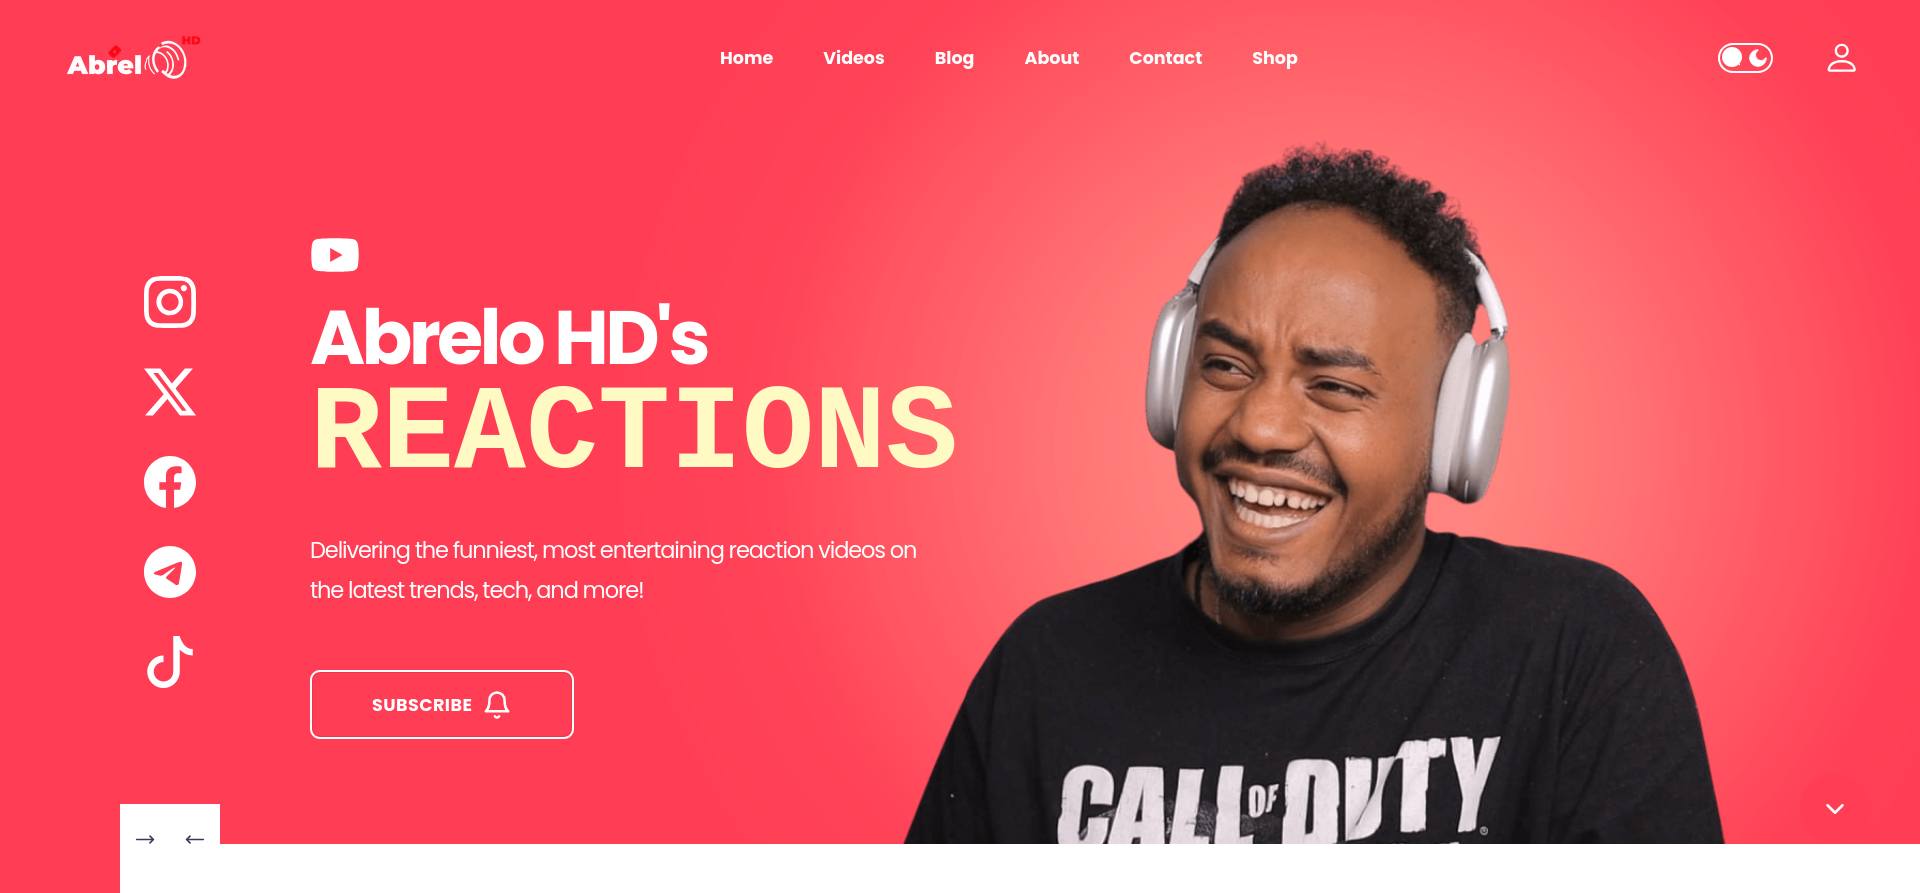 Abrelo HD
Home Videos Blog About Contact Shop
Abrelo HD's
REACTIONS
Delivering the funniest, most entertaining reaction videos on
the latest trends, tech, and more!
SUBSCRIBE
CALL OF DUTY